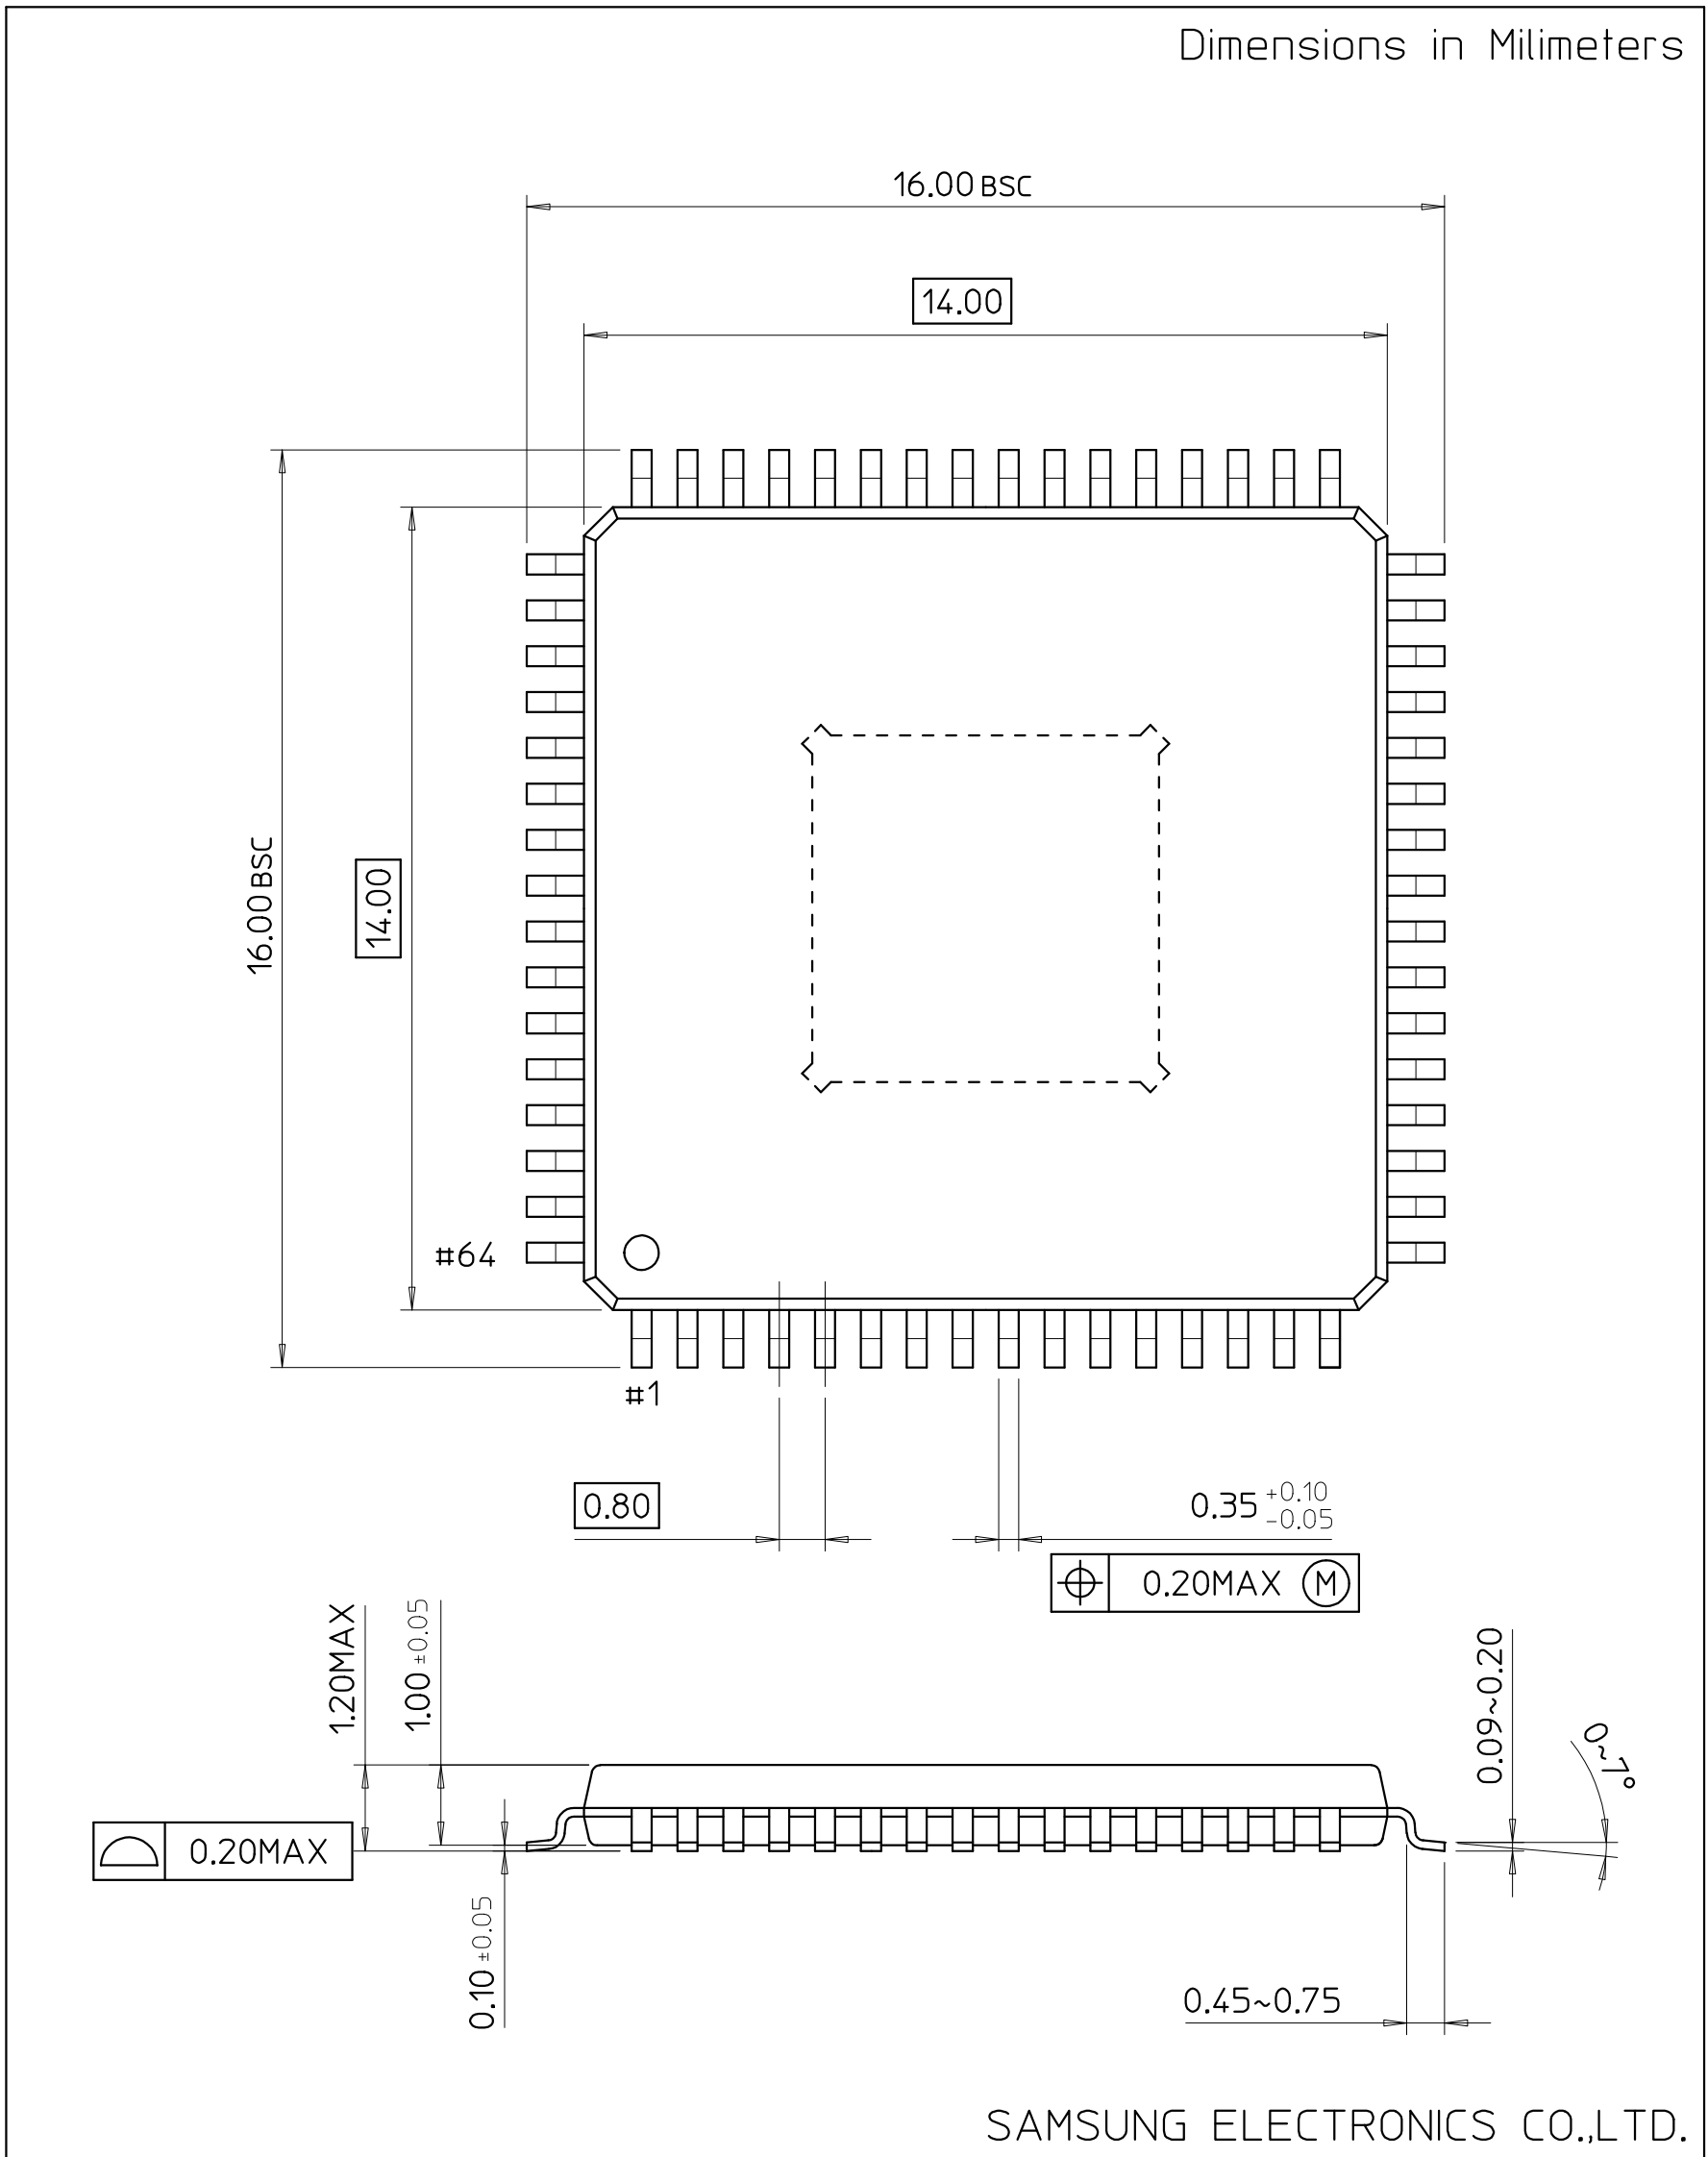 Dimensions in Milimeters
16.00 BSC
14.00
16.00 BSC
14.00
#64
#1
0.80
0.35 +0.10 -0.05
0.20MAX M
1.20MAX
1.00 ±0.05
0.09~0.20
0~7°
0.20MAX
0.10 ±0.05
0.45~0.75
SAMSUNG ELECTRONICS CO.,LTD.